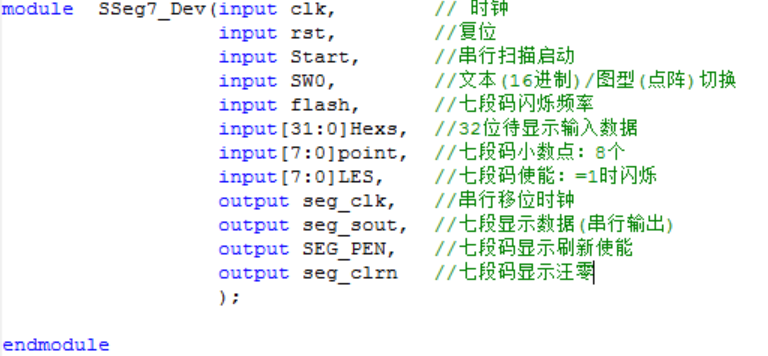 module SSeg7_Dev(input clk, // 时钟
input rst, //复位
input Start, //串行扫描启动
input SW0, //文本(16进制)/图型(点阵)切换
input flash, //七段码闪烁频率
input[31:0]Hexs, //32位待显示输入数据
input[7:0]point, //七段码小数点: 8个
input[7:0]LES, //七段码使能: =1时闪烁
output seg_clk, //串行移位时钟
output seg_sout, //七段显示数据(串行输出)
output SEG_PEN, //七段码显示刷新使能
output seg_clrn //七段码显示汪零
);
endmodule